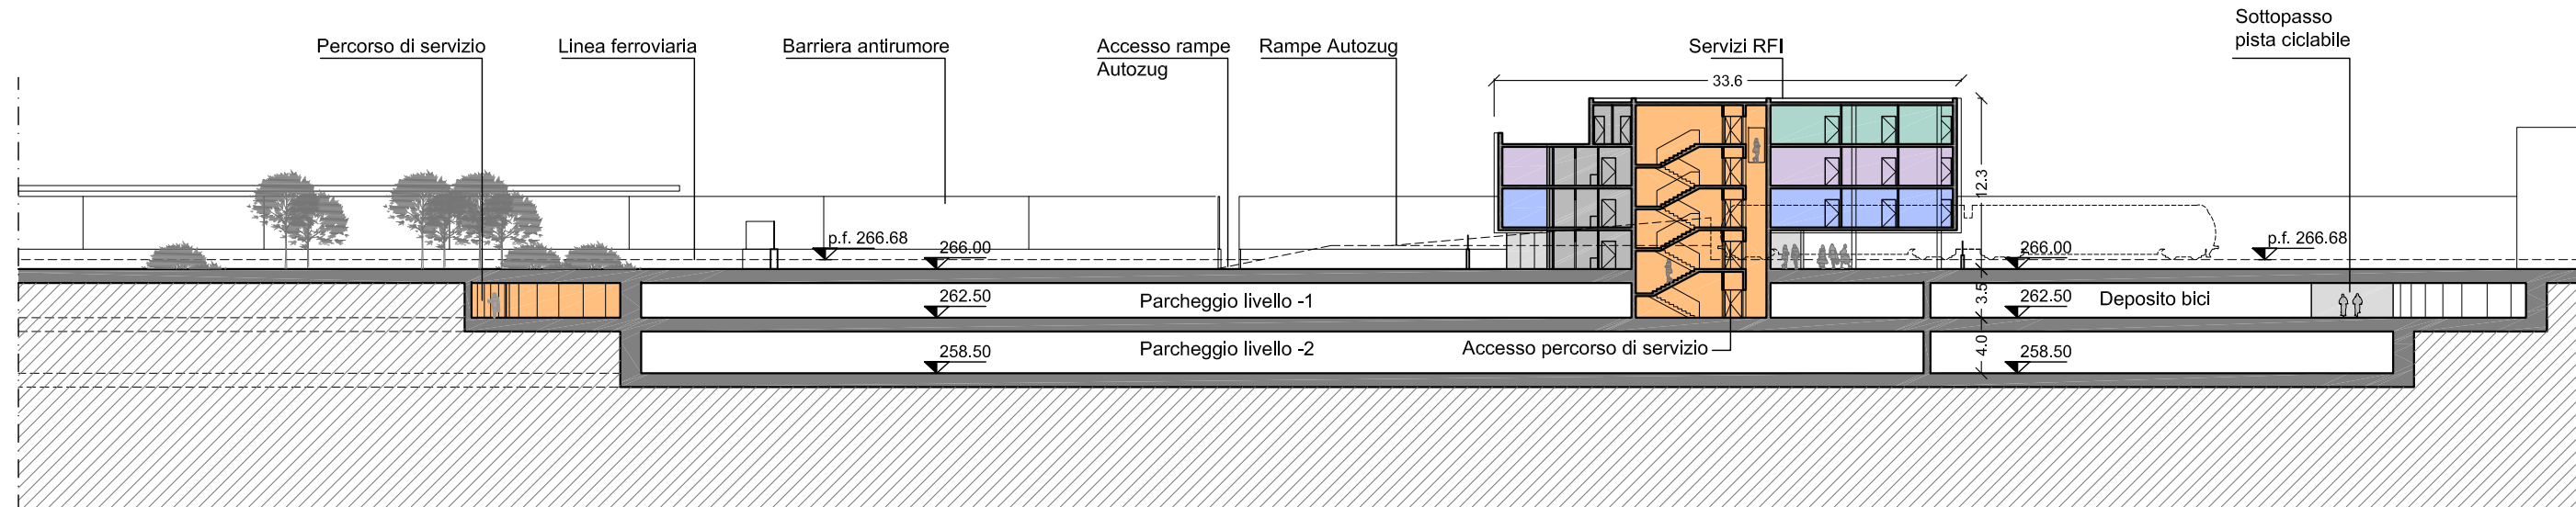 Sottopasso
pista ciclabile
Percorso di servizio
Linea ferroviaria
Barriera antirumore
Accesso rampe
Autozug
Rampe Autozug
Servizi RFI
33.6
12.3
p.f. 266.68
266.00
266.00
p.f. 266.68
262.50
Parcheggio livello -1
3.5
262.50
Deposito bici
258.50
Parcheggio livello -2
Accesso percorso di servizio
4.0
258.50